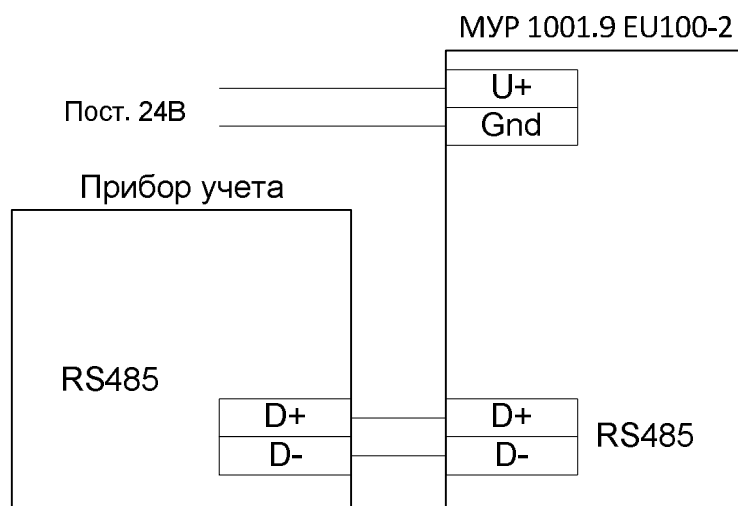 МУР 1001.9 EU100-2
U+
Пост. 24В
Gnd
Прибор учета
RS485
D+ D+
RS485
D- D-